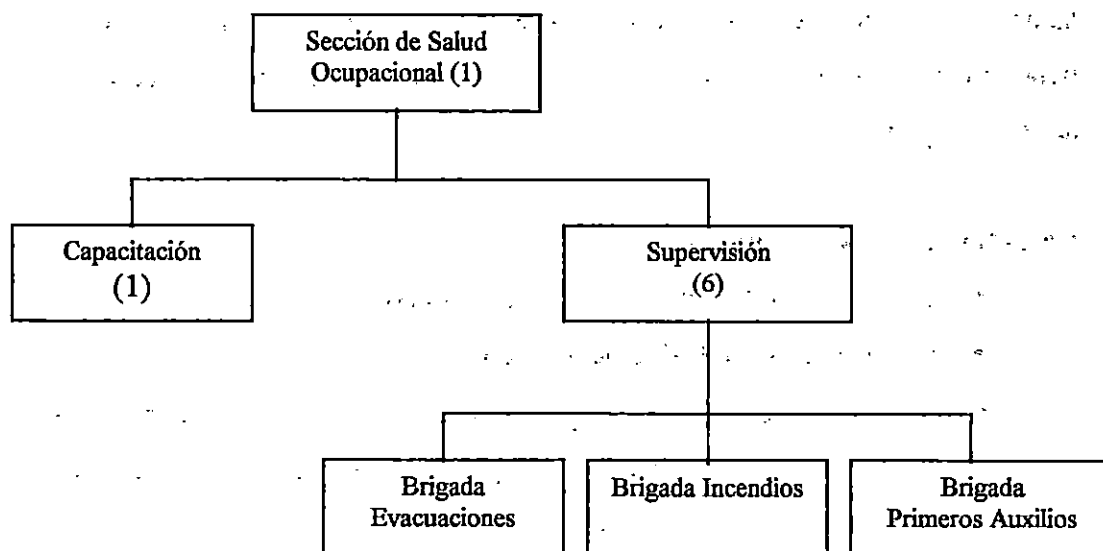 Sección de Salud
Ocupacional (1)
Capacitación
(1)
Supervisión
(6)
Brigada
Evacuaciones
Brigada Incendios
Brigada
Primeros Auxilios